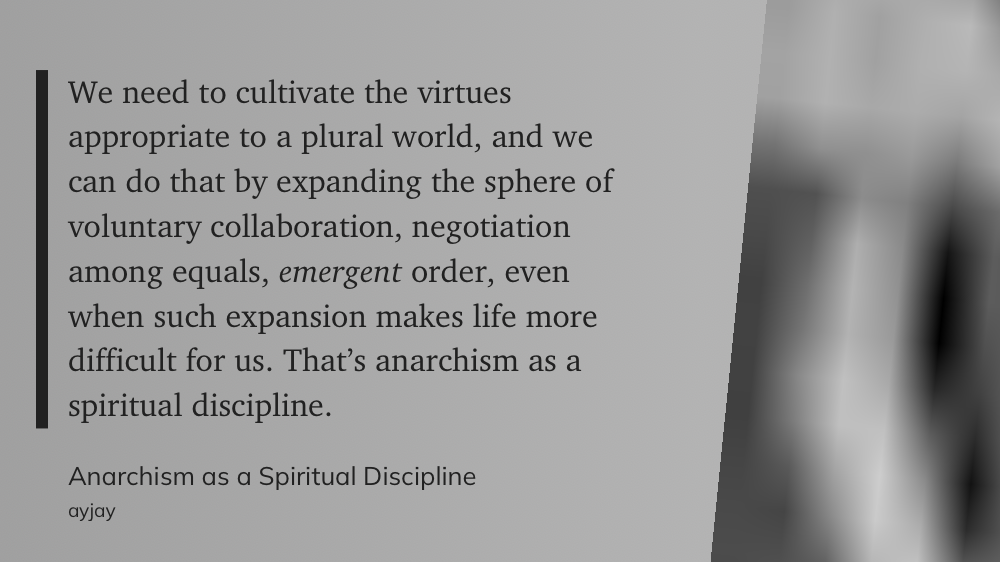 We need to cultivate the virtues
appropriate to a plural world, and we
can do that by expanding the sphere of
voluntary collaboration, negotiation
among equals, emergent order, even
when such expansion makes life more
difficult for us. That’s anarchism as a
spiritual discipline.
Anarchism as a Spiritual Discipline
ayjay